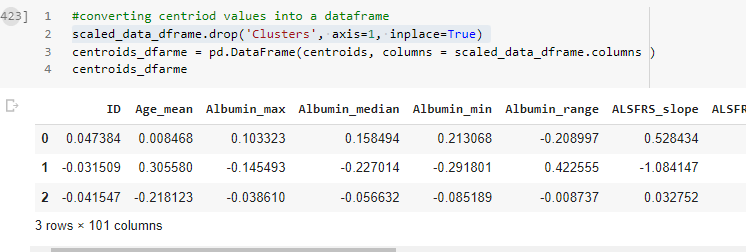 423] 1 #converting centriod values into a dataframe
2 scaled_data_dframe.drop('Clusters', axis=1, inplace=True)
3 centroids_dfarme = pd.DataFrame(centroids, columns = scaled_data_dframe.columns )
4 centroids_dfarme
ID Age_mean Albumin_max Albumin_median Albumin_min Albumin_range ALSFRS_slope ALSFR
0 0.047384 0.008468 0.103323 0.158494 0.213068 -0.208997 0.528434
1 -0.031509 0.305580 -0.145493 -0.227014 -0.291801 0.422555 -1.084147
2 -0.041547 -0.218123 -0.038610 -0.056632 -0.085189 -0.008737 0.032752
3 rows × 101 columns